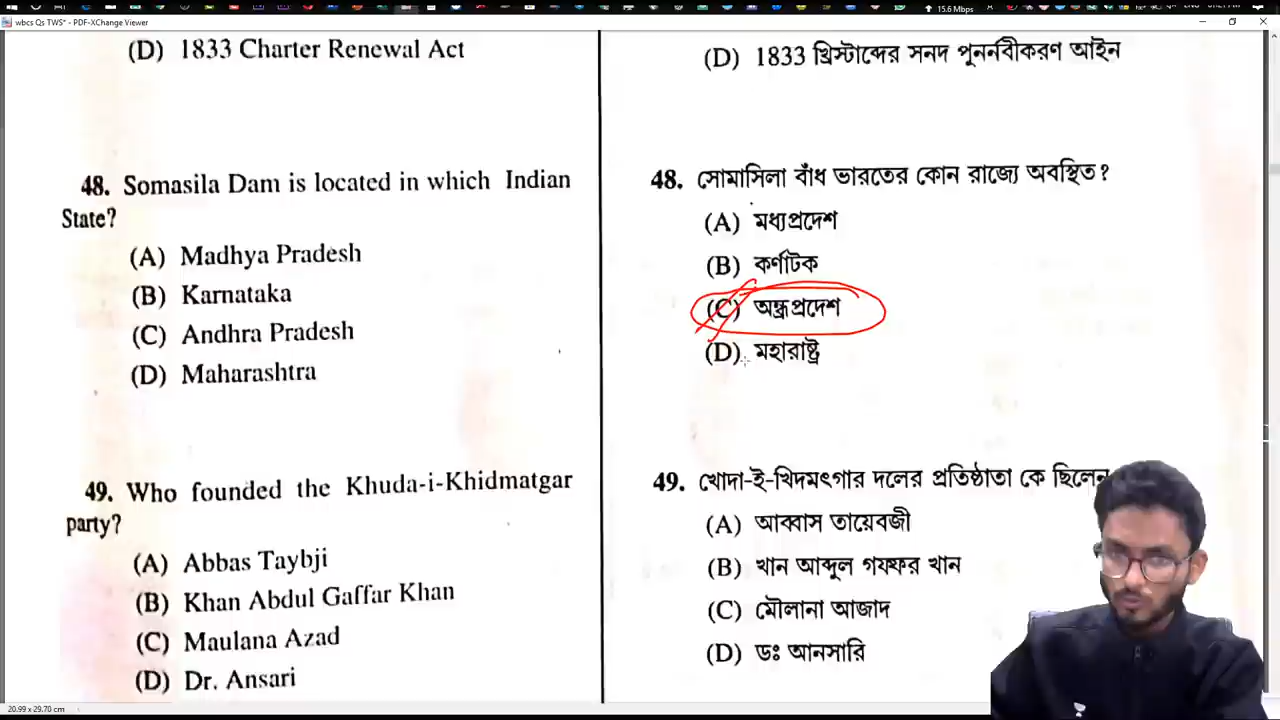 wbcs Qs TWS* - PDF-XChange Viewer
15.6 Mbps
(D) 1833 Charter Renewal Act
48. Somasila Dam is located in which Indian
State?
(A) Madhya Pradesh
(B) Karnataka
(C) Andhra Pradesh
(D) Maharashtra
49. Who founded the Khuda-i-Khidmatgar
party?
(A) Abbas Taybji
(B) Khan Abdul Gaffar Khan
(C) Maulana Azad
(D) Dr. Ansari
(D) 1833 খ্রিস্টাব্দের সনদ পুনর্নবীকরণ আইন
48. সোমাসিলা বাঁধ ভারতের কোন রাজ্যে অবস্থিত?
(A) মধ্যপ্রদেশ
(B) কর্ণাটক
(C) অন্ধ্রপ্রদেশ
(D) মহারাষ্ট্র
49. খোদা-ই-খিদমৎগার দলের প্রতিষ্ঠাতা কে ছিলেন
(A) আব্বাস তায়েবজী
(B) খান আব্দুল গফফর খান
(C) মৌলানা আজাদ
(D) ডঃ আনসারি
20.99 x 29.70 cm